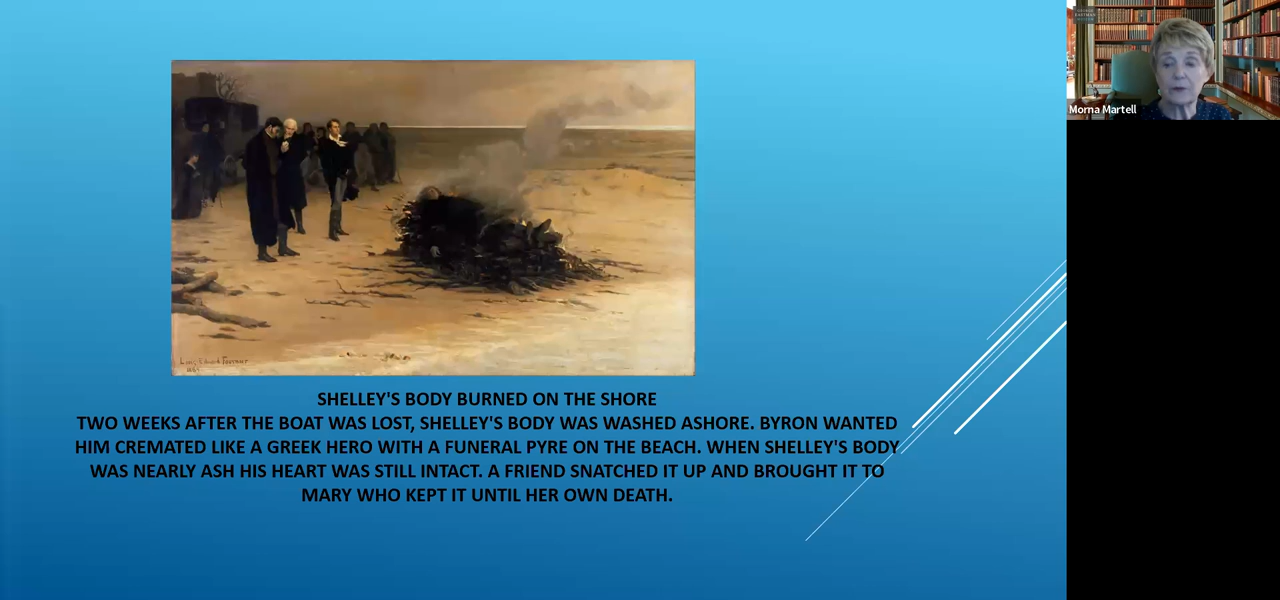 Morna Martell
Louis Edouard Fournier
SHELLEY'S BODY BURNED ON THE SHORE
TWO WEEKS AFTER THE BOAT WAS LOST, SHELLEY'S BODY WAS WASHED ASHORE. BYRON WANTED
HIM CREMATED LIKE A GREEK HERO WITH A FUNERAL PYRE ON THE BEACH. WHEN SHELLEY'S BODY
WAS NEARLY ASH HIS HEART WAS STILL INTACT. A FRIEND SNATCHED IT UP AND BROUGHT IT TO
MARY WHO KEPT IT UNTIL HER OWN DEATH.